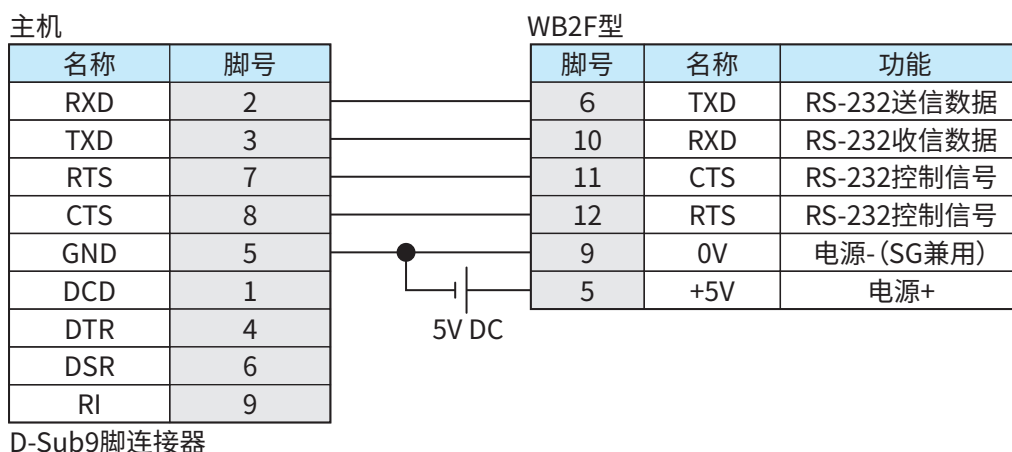 主机 WB2F型
名称 脚号 脚号 名称 功能
RXD 2 6 TXD RS-232送信数据
TXD 3 10 RXD RS-232收信数据
RTS 7 11 CTS RS-232控制信号
CTS 8 12 RTS RS-232控制信号
GND 5 9 0V 电源-(SG兼用)
DCD 1 5 +5V 电源+
DTR 4 5V DC
DSR 6
RI 9
D-Sub9脚连接器